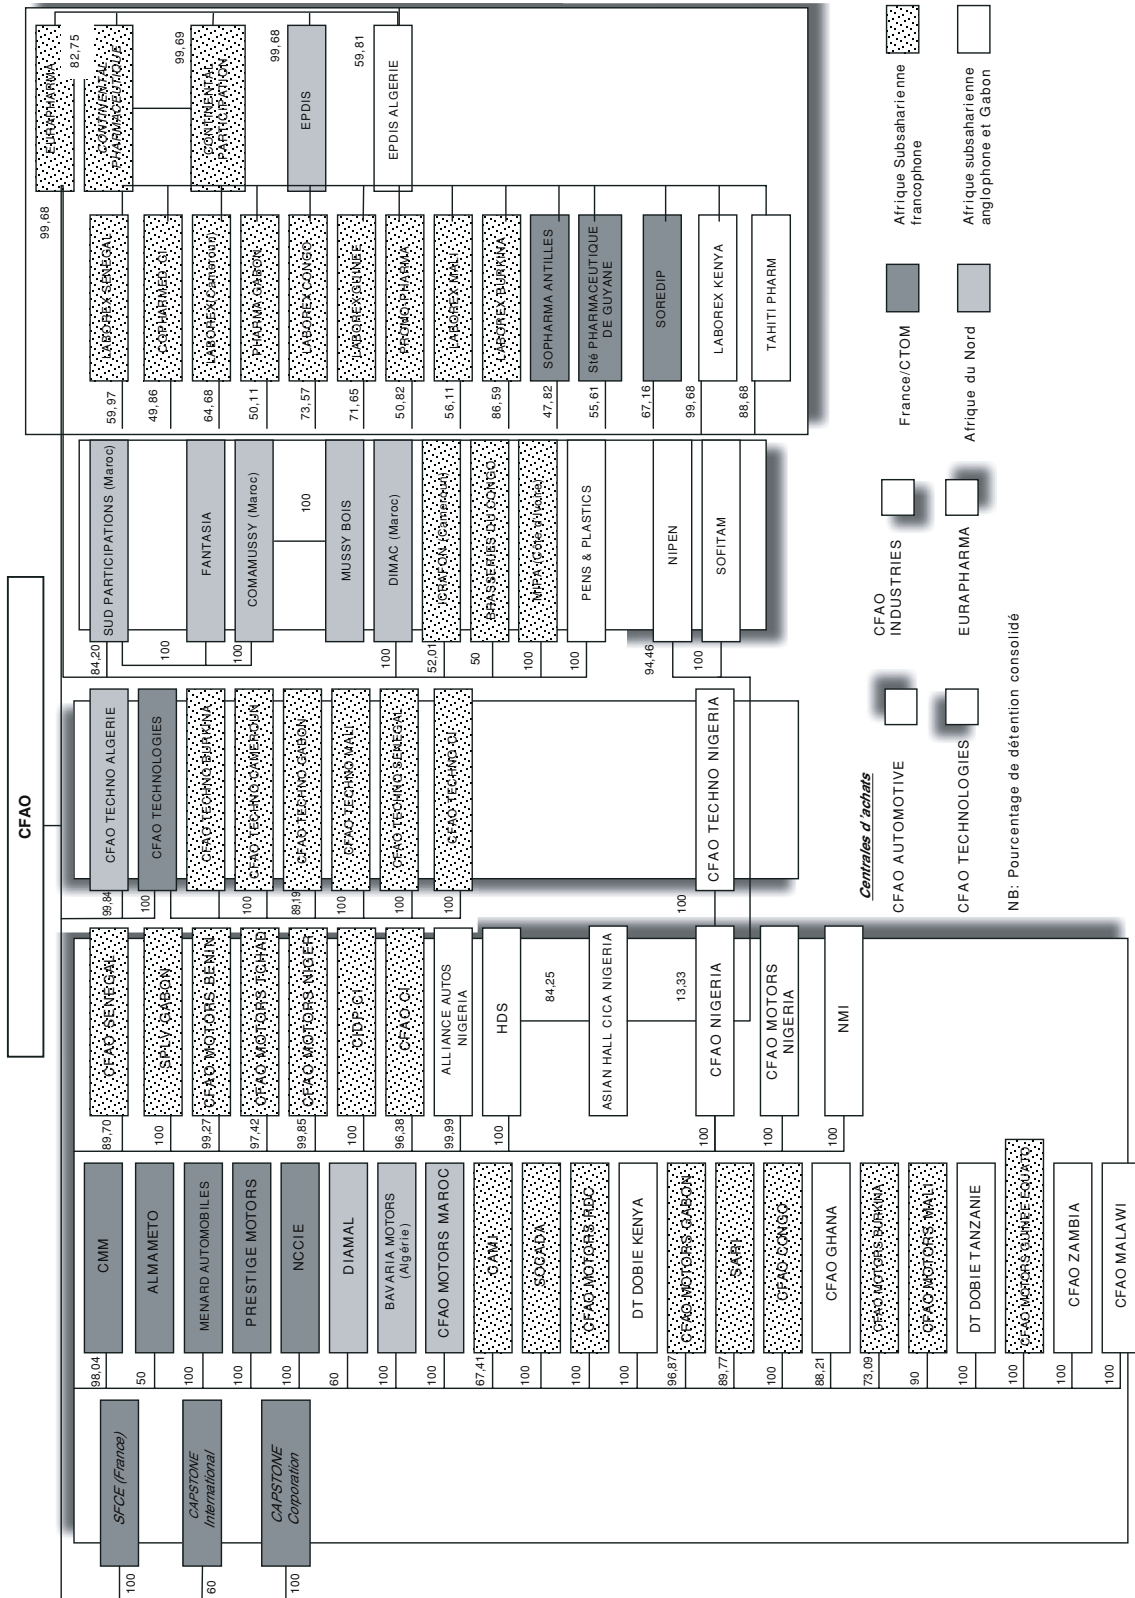 CFAO
SFCE (France)
100
CAPSTONE
International
60
CAPSTONE
Corporation
100
CMM
98,04
ALMAMETO
50
MENARD AUTOMOBILES
100
PRESTIGE MOTORS
100
NCCIE
100
DIAMAL
60
BAVARIA MOTORS
(Algérie)
100
CFAO MOTORS MAROC
100
CAMI
67,41
SOCADA
100
CFAO MOTORS RDC
100
DT DOBIE KENYA
100
CFAO MOTORS GABON
96,87
SARI
89,77
CFAO CONGO
100
CFAO GHANA
88,21
CFAO MOTORS BURKINA
73,09
CFAO MOTORS MALI
90
DT DOBIE TANZANIE
100
CFAO MOTORS GUINEE EQUATO
100
CFAO ZAMBIA
100
CFAO MALAWI
100
CFAO SENEGAL
89,70
SPLV GABON
100
CFAO MOTORS BENIN
99,27
CFAO MOTORS TCHAD
97,42
CFAO MOTORS NIGER
99,85
CIDP CI
100
CFAO CI
96,38
ALLIANCE AUTOS
NIGERIA
99,99
HDS
100
84,25
ASIAN HALL CICA NIGERIA
13,33
CFAO NIGERIA
100
CFAO MOTORS
NIGERIA
100
NMI
100
CFAO TECHNO ALGERIE
99,84
CFAO TECHNOLOGIES
100
CFAO TECHNO BURKINA
100
CFAO TECHNO CAMEROUN
100
CFAO TECHNO GABON
89,19
CFAO TECHNO MALI
100
CFAO TECHNO SENEGAL
100
CFAO TECHNO CI
100
CFAO TECHNO NIGERIA
100
SUD PARTICIPATIONS (Maroc)
84,20
100
FANTASIA
COMAMUSSY (Maroc)
100
100
MUSSY BOIS
DIMAC (Maroc)
100
ICRAFON (Cameroun)
52,01
BRASSERIES DU CONGO
50
MIPA (Côte d'Ivoire)
100
PENS & PLASTICS
100
NIPEN
94,46
SOFITAM
100
EURAPHARMA
99,68
82,75
CONTINENTAL
PHARMACEUTIQUE
99,69
CONTINENTAL
PARTICIPATION
99,68
EPDIS
59,81
EPDIS ALGERIE
LABOREX SENEGAL
59,97
COPHARMED CI
49,86
LABOREX (Cameroun)
64,68
PHARMA GABON
50,11
LABOREX CONGO
73,57
LABOREX GUINEE
71,65
PROMO PHARMA
50,82
LABOREX MALI
56,11
LABOREX BURKINA
86,59
SOPHARMA ANTILLES
47,82
Sté PHARMACEUTIQUE
DE GUYANE
55,61
SOREDIP
67,16
LABOREX KENYA
99,68
TAHITI PHARM
88,68
Centrales d'achats
CFAO AUTOMOTIVE
CFAO TECHNOLOGIES
CFAO
INDUSTRIES
EURAPHARMA
France/CTOM
Afrique du Nord
Afrique Subsaharienne
francophone
Afrique subsaharienne
anglophone et Gabon
NB: Pourcentage de détention consolidé